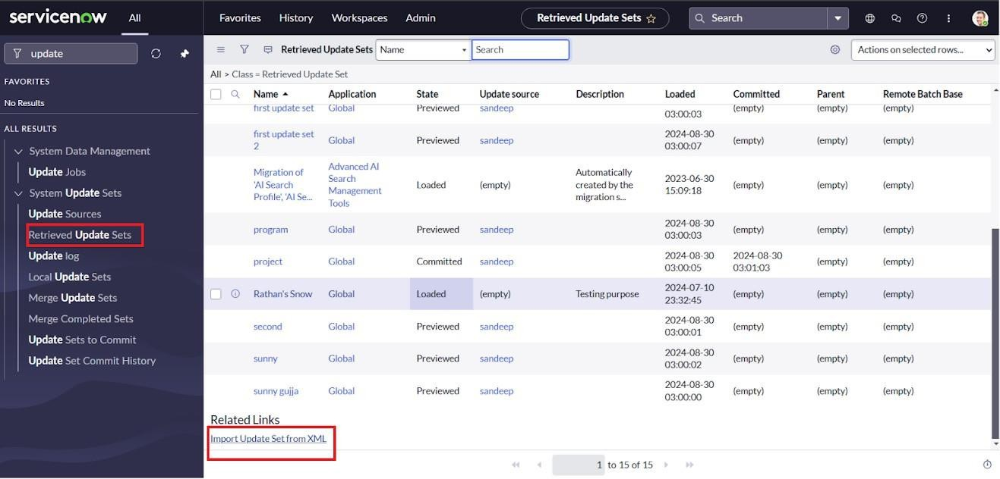 servicenow
All
Favorites
History
Workspaces
Admin
Retrieved Update Sets
Search
update
FAVORITES
No Results
ALL RESULTS
System Data Management
Update Jobs
System Update Sets
Update Sources
Retrieved Update Sets
Update log
Local Update Sets
Merge Update Sets
Merge Completed Sets
Update Sets to Commit
Update Set Commit History
Retrieved Update Sets
Name
Search
Actions on selected rows...
All > Class = Retrieved Update Set
Name Application State Update source Description Loaded Committed Parent Remote Batch Base
first update set Global Previewed sandeep 03:00:03 (empty) (empty) (empty)
first update set
2
Global Previewed sandeep
2024-08-30
03:00:07
(empty) (empty) (empty)
Migration of
'AI Search
Profile', 'AI Se...
Advanced AI
Search
Management
Tools
Loaded (empty)
Automatically
created by the
migration s...
2023-06-30
15:09:18
(empty) (empty) (empty)
program Global Previewed sandeep
2024-08-30
03:00:03
(empty) (empty) (empty)
project Global Committed sandeep
2024-08-30
03:00:05
2024-08-30
03:01:03
(empty) (empty)
Rathan's Snow Global Loaded (empty) Testing purpose
2024-07-10
23:32:45
(empty) (empty) (empty)
second Global Previewed sandeep
2024-08-30
03:00:01
(empty) (empty) (empty)
sunny Global Previewed sandeep
2024-08-30
03:00:02
(empty) (empty) (empty)
sunny gujja Global Previewed sandeep
2024-08-30
03:00:00
(empty) (empty) (empty)
Related Links
Import Update Set from XML
1 to 15 of 15